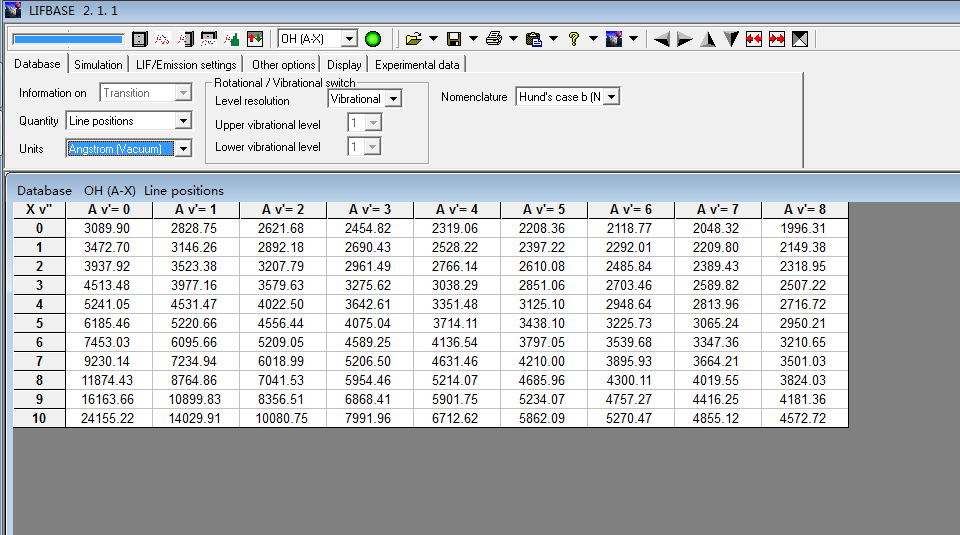 LIFBASE 2. 1. 1
OH (A-X)
Database Simulation LIF/Emission settings Other options Display Experimental data
Information on Transition
Quantity Line positions
Units Angstrom (Vacuum)
Rotational / Vibrational switch
Level resolution Vibrational
Upper vibrational level 1
Lower vibrational level 1
Nomenclature Hund's case b (N
Database OH (A-X) Line positions
X v" A v'= 0 A v'= 1 A v'= 2 A v'= 3 A v'= 4 A v'= 5 A v'= 6 A v'= 7 A v'= 8
0 3089.90 2828.75 2621.68 2454.82 2319.06 2208.36 2118.77 2048.32 1996.31
1 3472.70 3146.26 2892.18 2690.43 2528.22 2397.22 2292.01 2209.80 2149.38
2 3937.92 3523.38 3207.79 2961.49 2766.14 2610.08 2485.84 2389.43 2318.95
3 4513.48 3977.16 3579.63 3275.62 3038.29 2851.06 2703.46 2589.82 2507.22
4 5241.05 4531.47 4022.50 3642.61 3351.48 3125.10 2948.64 2813.96 2716.72
5 6185.46 5220.66 4556.44 4075.04 3714.11 3438.10 3225.73 3065.24 2950.21
6 7453.03 6095.66 5209.05 4589.25 4136.54 3797.05 3539.68 3347.36 3210.65
7 9230.14 7234.94 6018.99 5206.50 4631.46 4210.00 3895.93 3664.21 3501.03
8 11874.43 8764.86 7041.53 5954.46 5214.07 4685.96 4300.11 4019.55 3824.03
9 16163.66 10899.83 8356.51 6868.41 5901.75 5234.07 4757.27 4416.25 4181.36
10 24155.22 14029.91 10080.75 7991.96 6712.62 5862.09 5270.47 4855.12 4572.72